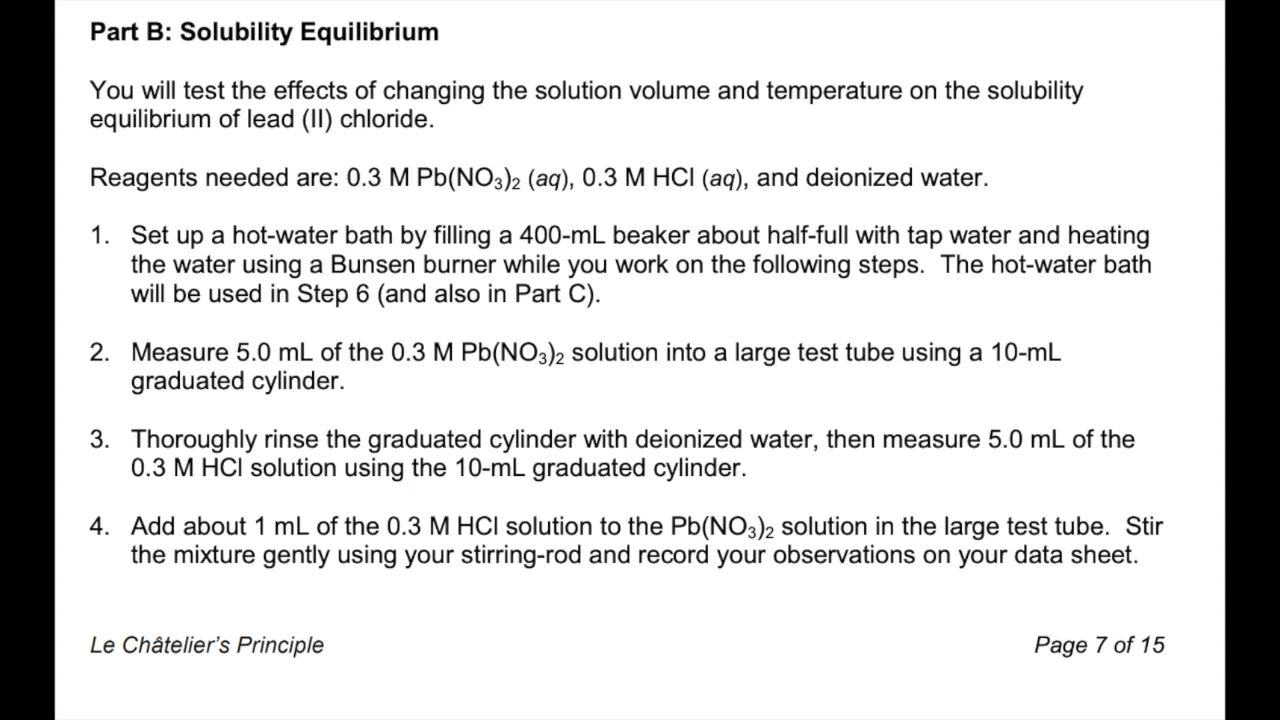 Part B: Solubility Equilibrium
You will test the effects of changing the solution volume and temperature on the solubility
equilibrium of lead (II) chloride.
Reagents needed are: 0.3 M Pb(NO₃)₂ (aq), 0.3 M HCl (aq), and deionized water.
1. Set up a hot-water bath by filling a 400-mL beaker about half-full with tap water and heating
the water using a Bunsen burner while you work on the following steps. The hot-water bath
will be used in Step 6 (and also in Part C).
2. Measure 5.0 mL of the 0.3 M Pb(NO₃)₂ solution into a large test tube using a 10-mL
graduated cylinder.
3. Thoroughly rinse the graduated cylinder with deionized water, then measure 5.0 mL of the
0.3 M HCl solution using the 10-mL graduated cylinder.
4. Add about 1 mL of the 0.3 M HCl solution to the Pb(NO₃)₂ solution in the large test tube. Stir
the mixture gently using your stirring-rod and record your observations on your data sheet.
Le Châtelier's Principle
Page 7 of 15